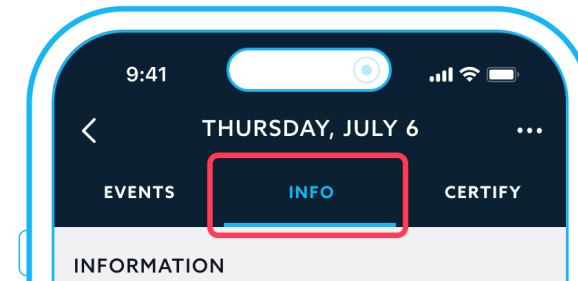 9:41
THURSDAY, JULY 6
EVENTS INFO CERTIFY
INFORMATION